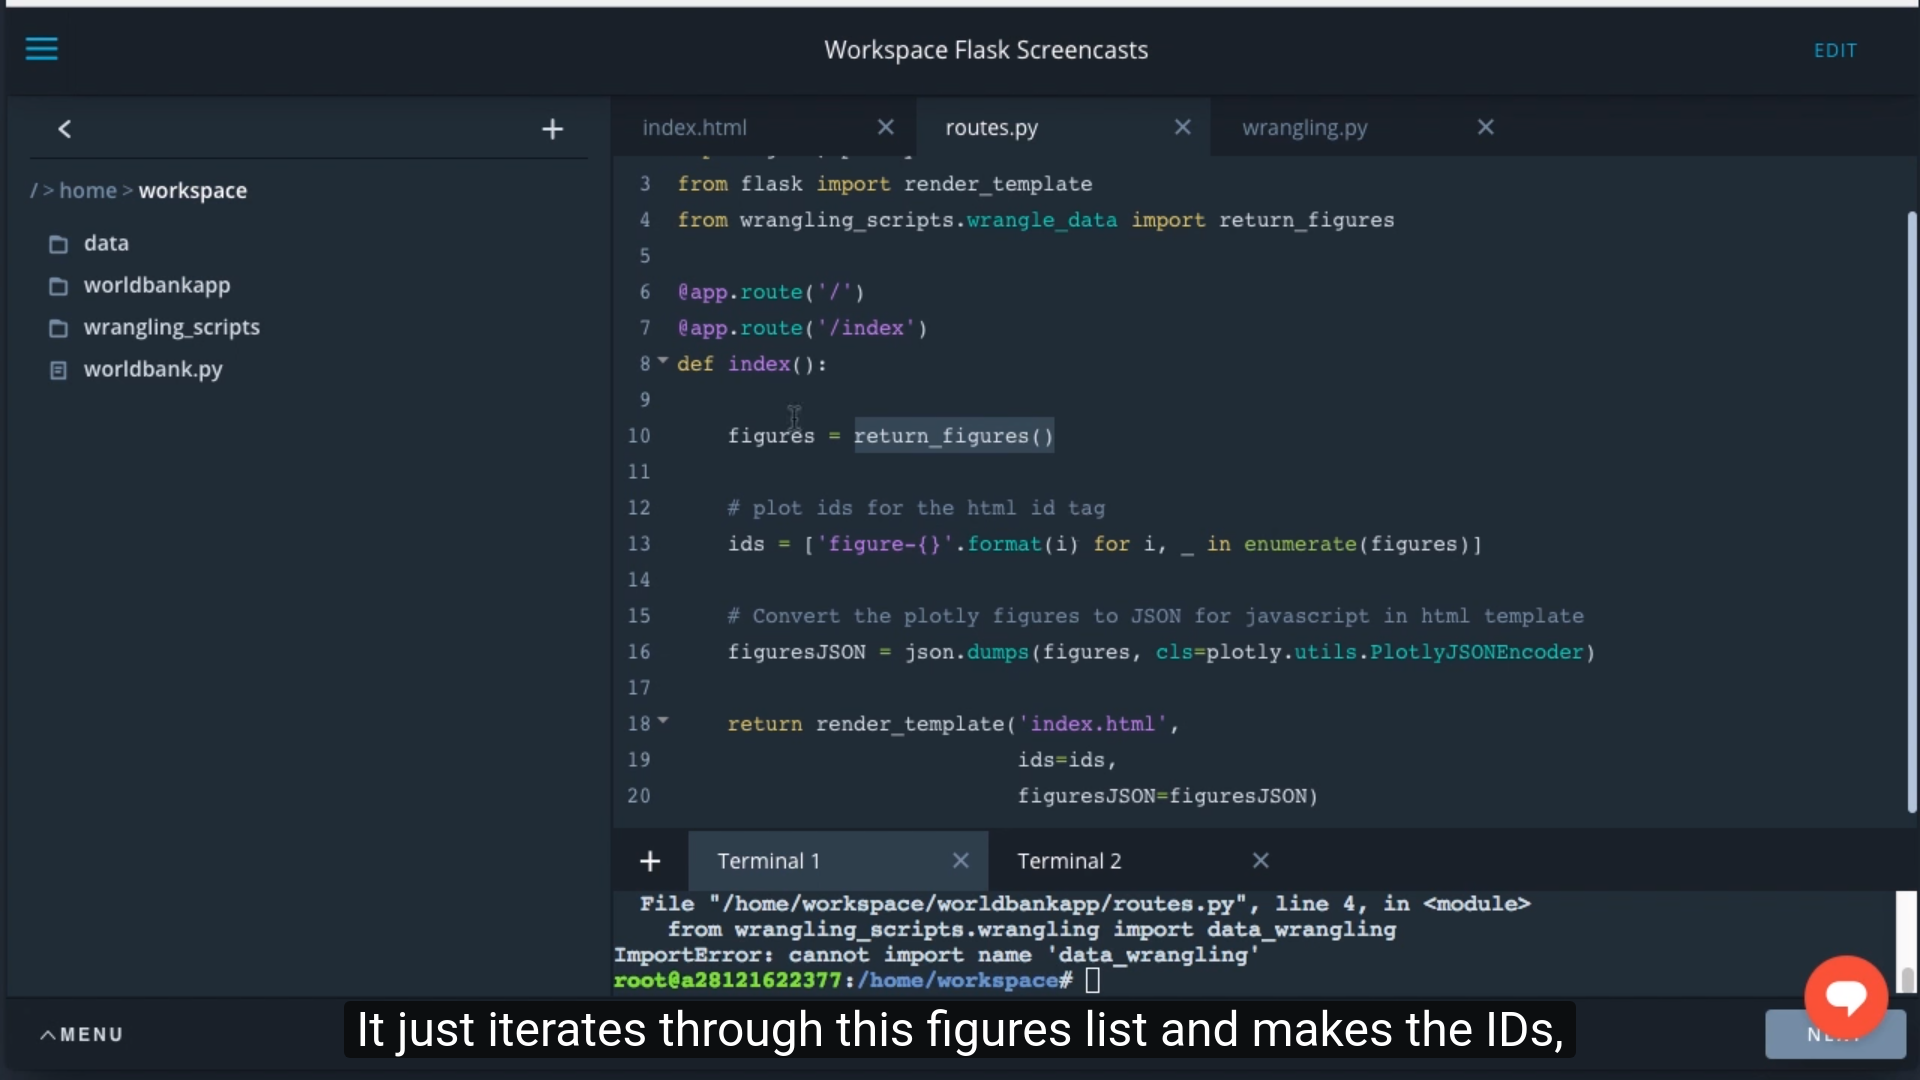 Workspace Flask Screencasts
EDIT
/ > home > workspace
data
worldbankapp
wrangling_scripts
worldbank.py
index.html
routes.py
wrangling.py
3 from flask import render_template
4 from wrangling_scripts.wrangle_data import return_figures
5
6 @app.route('/')
7 @app.route('/index')
8 def index():
9
10 figures = return_figures()
11
12 # plot ids for the html id tag
13 ids = ['figure-{}'.format(i) for i, _ in enumerate(figures)]
14
15 # Convert the plotly figures to JSON for javascript in html template
16 figuresJSON = json.dumps(figures, cls=plotly.utils.PlotlyJSONEncoder)
17
18 return render_template('index.html',
19 ids=ids,
20 figuresJSON=figuresJSON)
Terminal 1
Terminal 2
File "/home/workspace/worldbankapp/routes.py", line 4, in <module>
from wrangling_scripts.wrangling import data_wrangling
ImportError: cannot import name 'data_wrangling'
root@a28121622377:/home/workspace#
MENU
It just iterates through this figures list and makes the IDs,